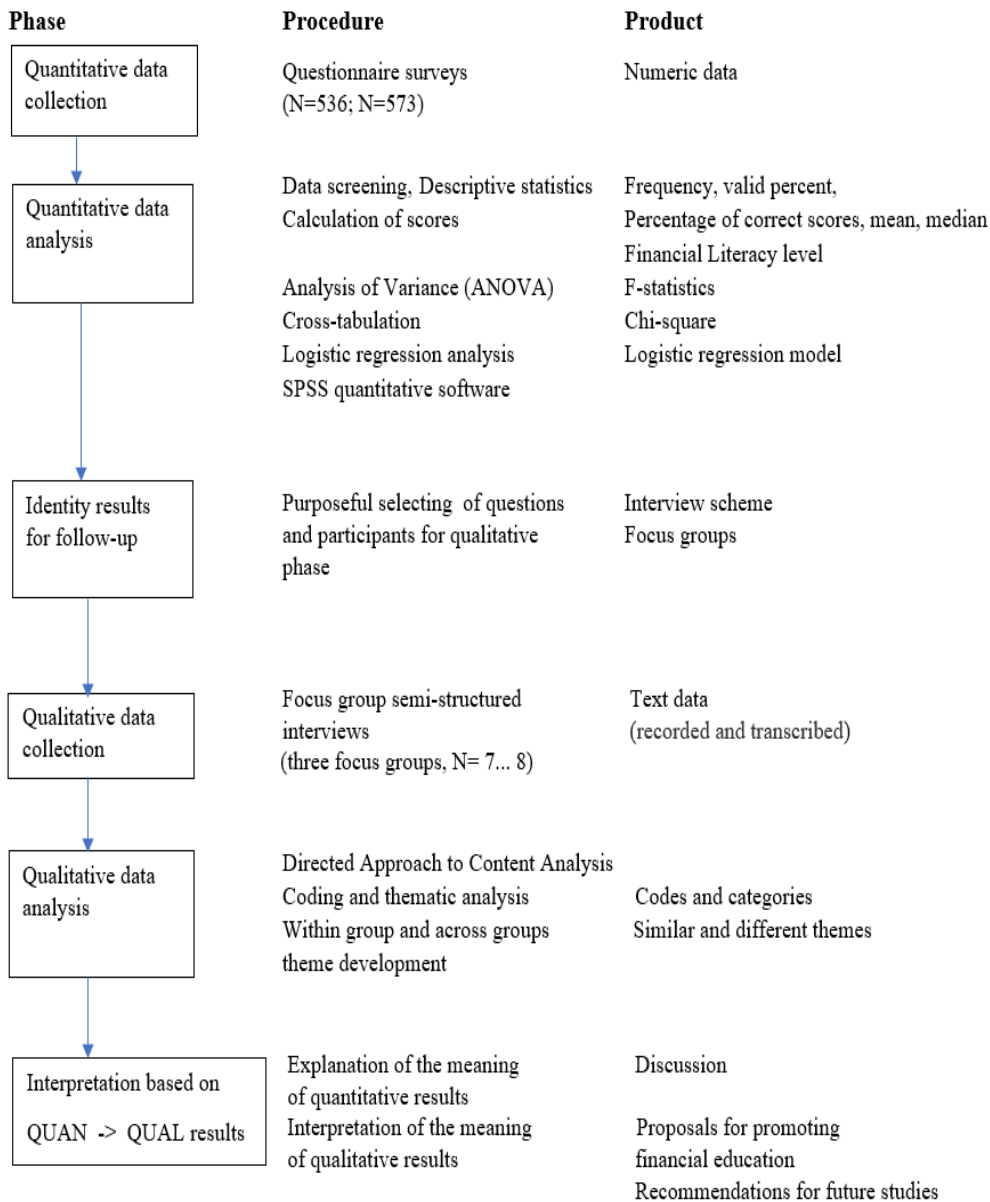 Phase Procedure Product
Quantitative data
collection
Questionnaire surveys
(N=536; N=573)
Numeric data
Quantitative data
analysis
Data screening, Descriptive statistics
Calculation of scores
Analysis of Variance (ANOVA)
Cross-tabulation
Logistic regression analysis
SPSS quantitative software
Frequency, valid percent,
Percentage of correct scores, mean, median
Financial Literacy level
F-statistics
Chi-square
Logistic regression model
Identity results
for follow-up
Purposeful selecting of questions
and participants for qualitative
phase
Interview scheme
Focus groups
Qualitative data
collection
Focus group semi-structured
interviews
(three focus groups, N= 7... 8)
Text data
(recorded and transcribed)
Qualitative data
analysis
Directed Approach to Content Analysis
Coding and thematic analysis
Within group and across groups
theme development
Codes and categories
Similar and different themes
Interpretation based on
QUAN -> QUAL results
Explanation of the meaning
of quantitative results
Interpretation of the meaning
of qualitative results
Discussion
Proposals for promoting
financial education
Recommendations for future studies